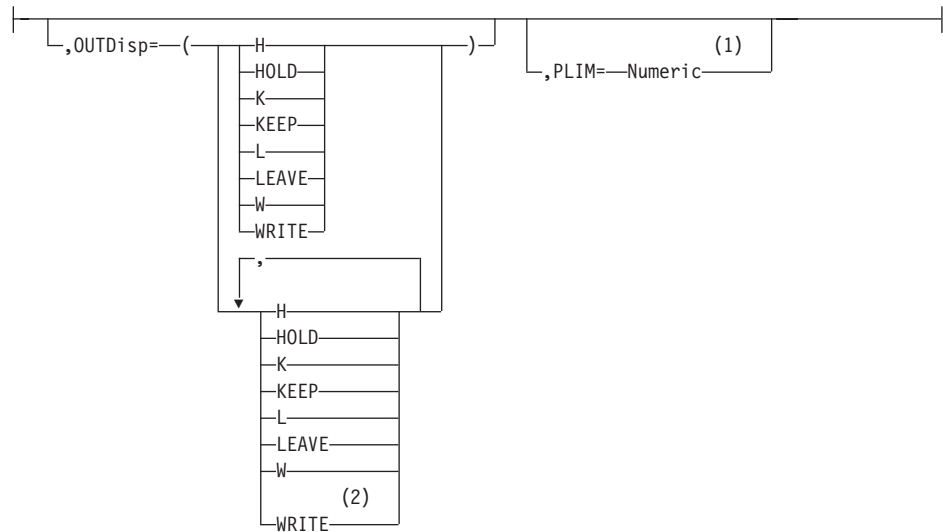 ,OUTDisp= ( H )
(1)
,PLIM= Numeric
HOLD
K
KEEP
L
LEAVE
W
WRITE
,
H
HOLD
K
KEEP
L
LEAVE
W
(2)
WRITE